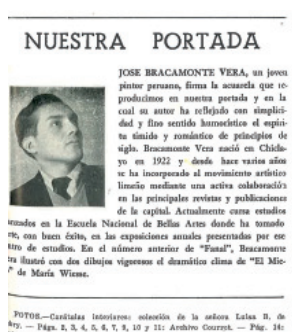 NUESTRA PORTADA
JOSE BRACAMONTE VERA, un joven
pintor peruano, firma la acuarela que re-
producimos en nuestra portada y en la
cual su autor ha reflejado con simplici-
dad y fino sentido humorístico el espíri-
tu tímido y romántico de principios de
siglo. Bracamonte Vera nació en Chicla-
yo en 1922 y desde hace varios años
se ha incorporado al movimiento artístico
limeño mediante una activa colaboración
en las principales revistas y publicaciones
de la capital. Actualmente cursa estudios
en la Escuela Nacional de Bellas Artes donde ha tomado
con buen éxito, en las exposiciones anuales presentadas por ese
tro de estudios. En el número anterior de "Fanal", Bracamonte
ra ilustró con dos dibujos vigorosos el dramático clima de "El Mie-
" de María Wiesse.
FOTOS.—Carátulas interiores: colección de la señora Luisa B. de
Pág. 2, 3, 4, 5, 6, 7, 9, 10 y 11: Archivo Courret. — Pág. 14: